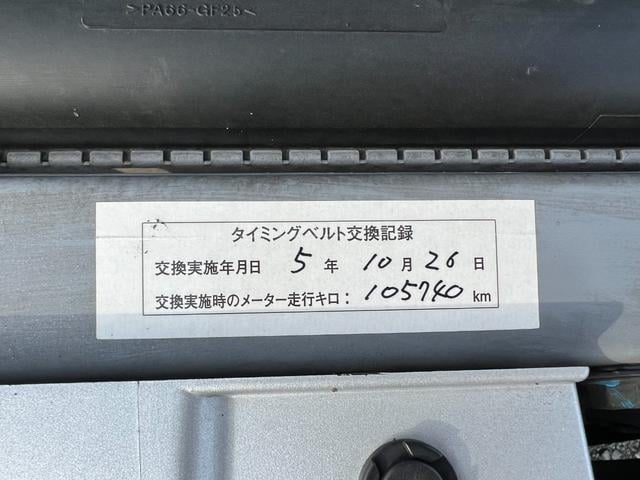 >PA66-GF25<
タイミングベルト交換記録
交換実施年月日 5 年 10 月 26 日
交換実施時のメーター走行キロ： 105740 km